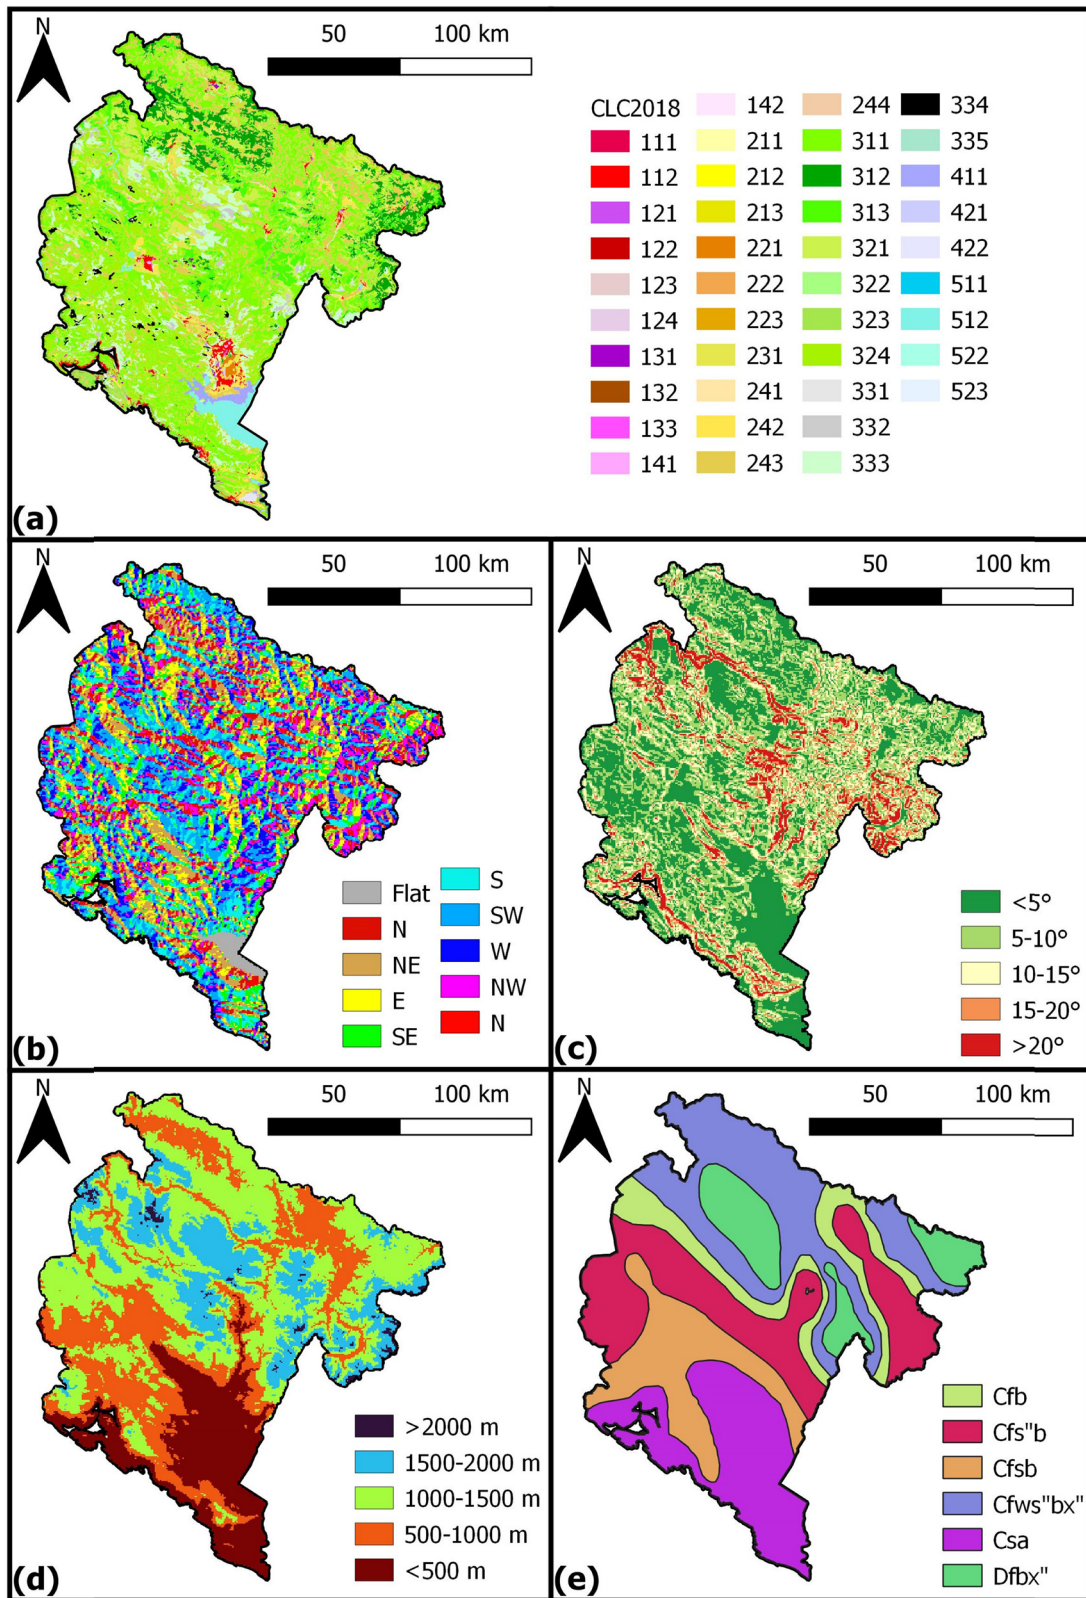 N
50 100 km
CLC2018
111
112
121
122
123
124
131
132
133
141
142
211
212
213
221
222
223
231
241
242
243
244
311
312
313
321
322
323
324
331
332
333
334
335
411
421
422
511
512
522
523
(a)
N
50 100 km
Flat
N
NE
E
SE
S
SW
W
NW
N
(b)
N
50 100 km
<5°
5-10°
10-15°
15-20°
>20°
(c)
N
50 100 km
>2000 m
1500-2000 m
1000-1500 m
500-1000 m
<500 m
(d)
N
50 100 km
Cfb
Cfs"b
Cfsb
Cfws"bx"
Csa
Dfbx"
(e)